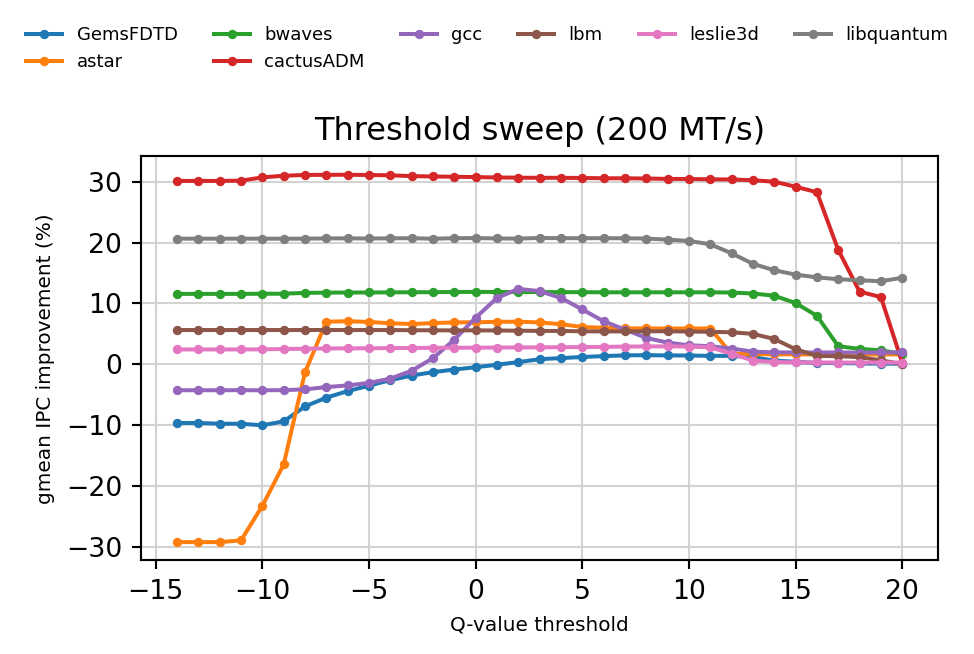 GemsFDTD bwaves gcc lbm leslie3d libquantum
astar cactusADM
Threshold sweep (200 MT/s)
gmean IPC improvement (%)
30
20
10
0
−10
−20
−30
−15 −10 −5 0 5 10 15 20
Q-value threshold